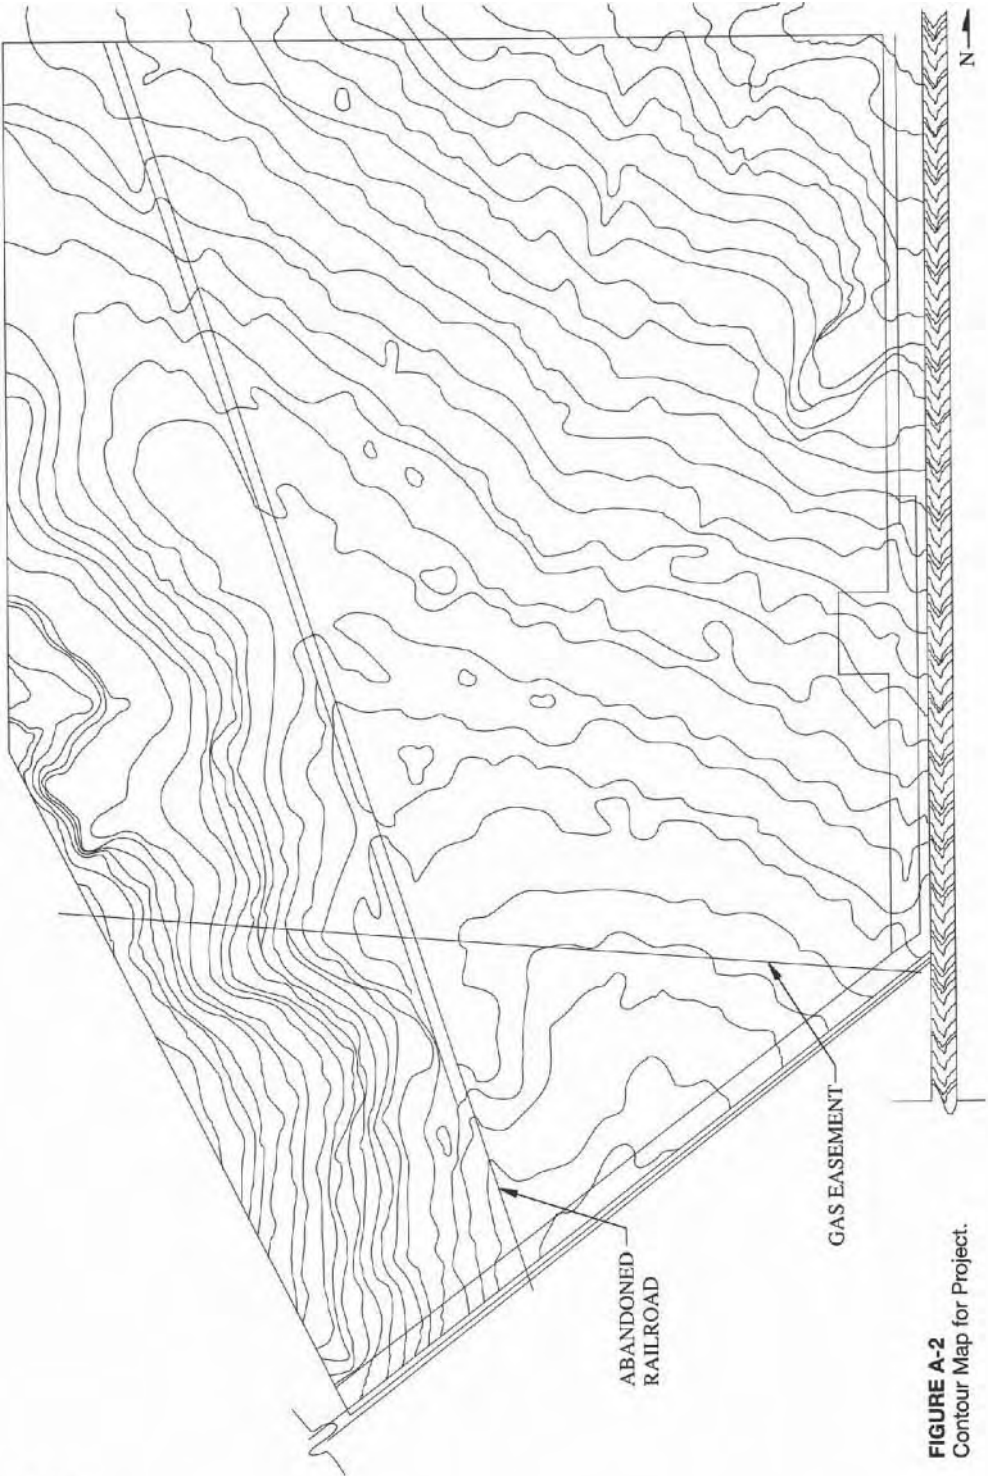 ABANDONED
RAILROAD
GAS EASEMENT
N
FIGURE A-2
Contour Map for Project.